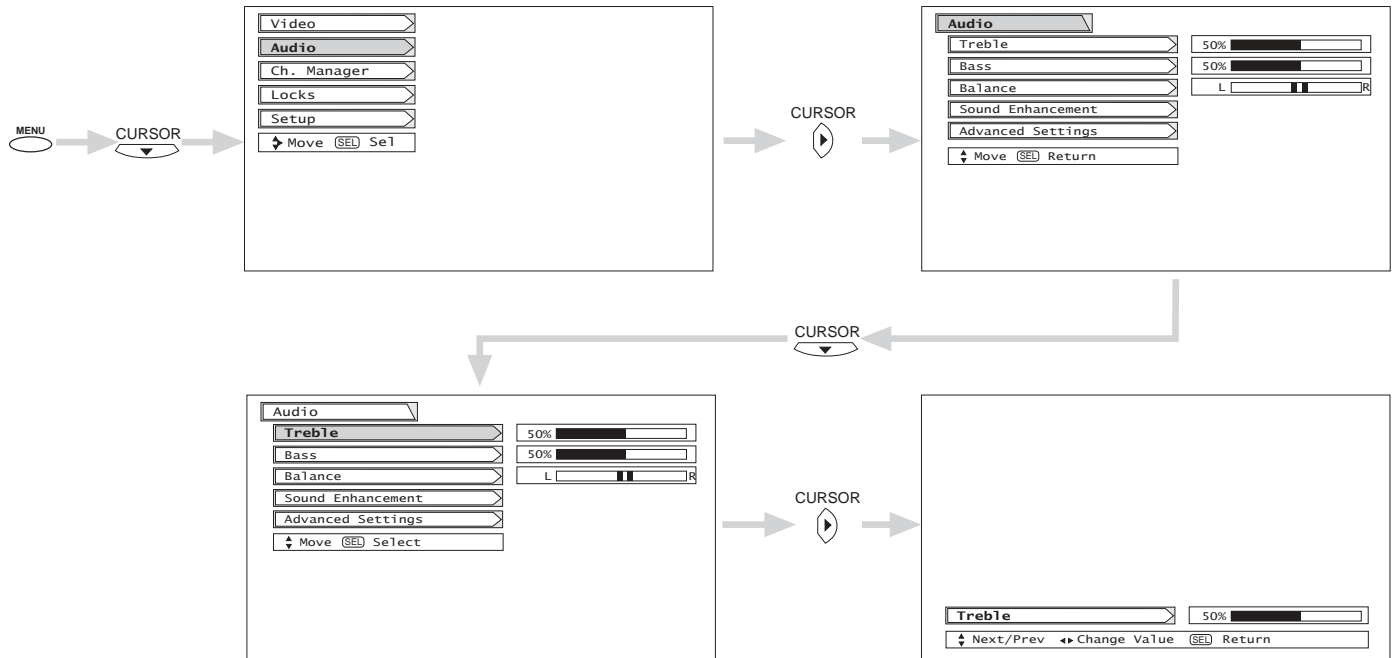 MENU
CURSOR
Video
Audio
Ch. Manager
Locks
Setup
Move SEL Sel
CURSOR
Audio
Treble 50%
Bass 50%
Balance L R
Sound Enhancement
Advanced Settings
Move SEL Return
CURSOR
Audio
Treble 50%
Bass 50%
Balance L R
Sound Enhancement
Advanced Settings
Move SEL Select
CURSOR
Treble 50%
Next/Prev Change Value SEL Return